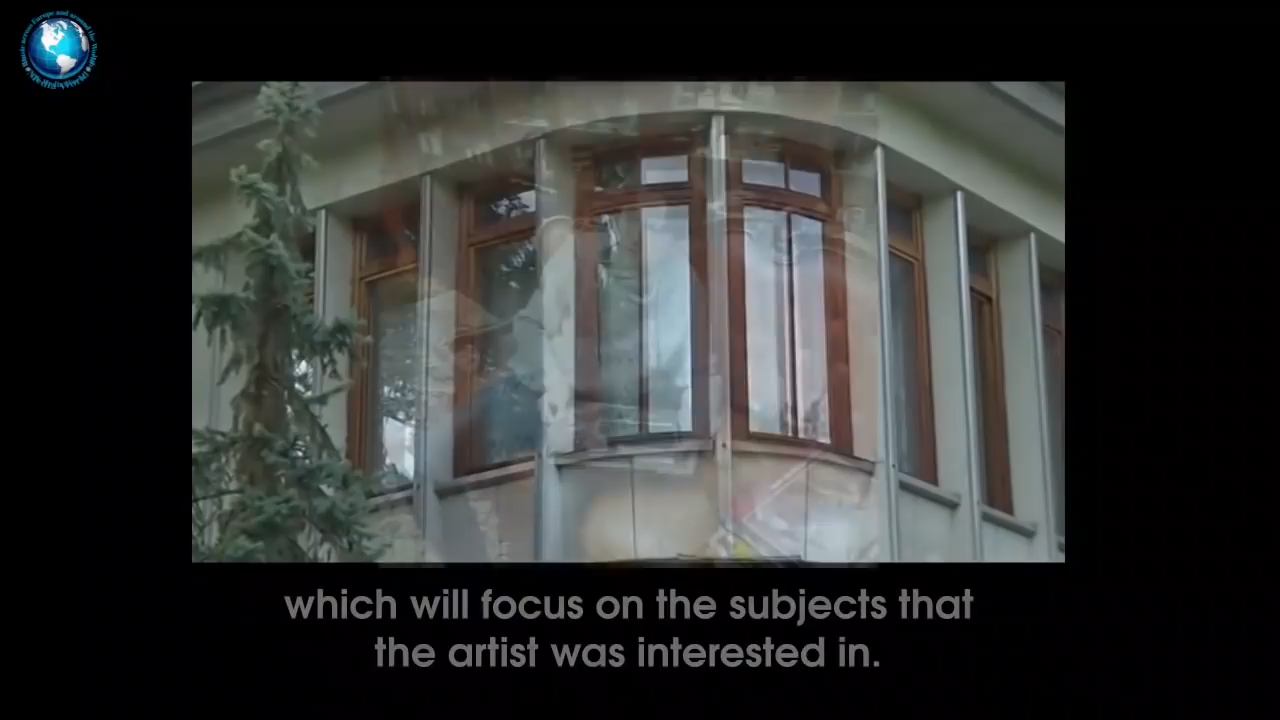 which will focus on the subjects that
the artist was interested in.